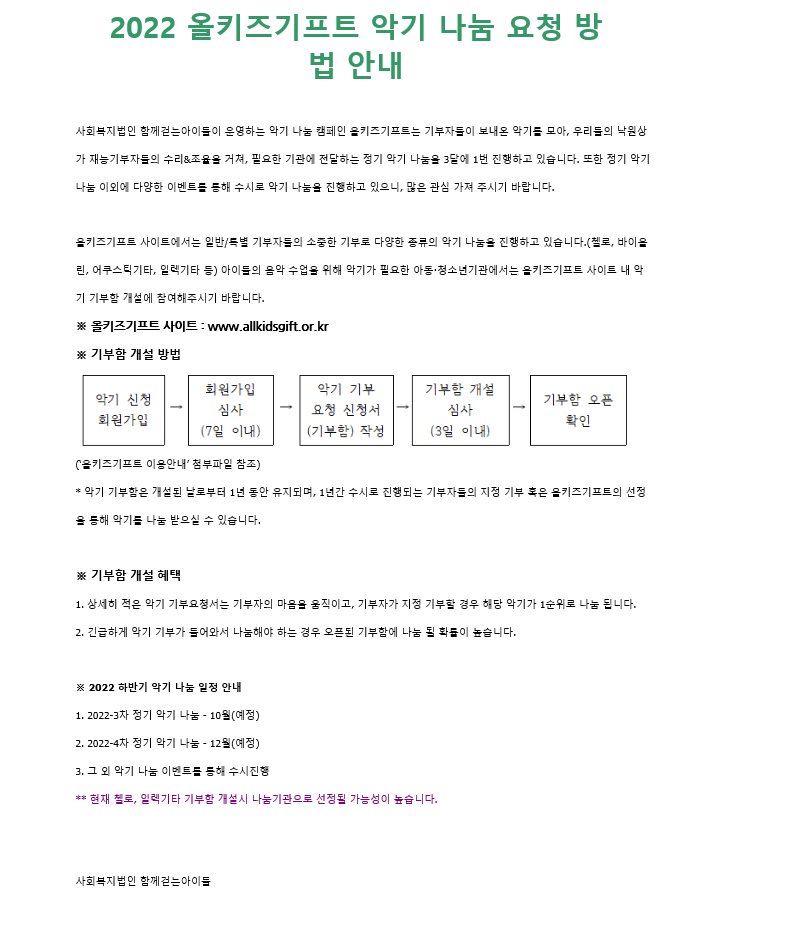 2022 올키즈기프트 악기 나눔 요청 방
법 안내
사회복지법인 함께걷는아이들이 운영하는 악기 나눔 캠페인 올키즈기프트는 기부자들이 보내온 악기를 모아, 우리들의 낙원상
가 재능기부자들의 수리&조율을 거쳐, 필요한 기관에 전달하는 정기 악기 나눔을 3달에 1번 진행하고 있습니다. 또한 정기 악기
나눔 이외에 다양한 이벤트를 통해 수시로 악기 나눔을 진행하고 있으니, 많은 관심 가져 주시기 바랍니다.
올키즈기프트 사이트에서는 일반/특별 기부자들의 소중한 기부로 다양한 종류의 악기 나눔을 진행하고 있습니다.(첼로, 바이올
린, 어쿠스틱기타, 일렉기타 등) 아이들의 음악 수업을 위해 악기가 필요한 아동·청소년기관에서는 올키즈기프트 사이트 내 악
기 기부함 개설에 참여해주시기 바랍니다.
※ 올키즈기프트 사이트 : www.allkidsgift.or.kr
※ 기부함 개설 방법
악기 신청
회원가입
→
회원가입
심사
(7일 이내)
→
악기 기부
요청 신청서
(기부함) 작성
→
기부함 개설
심사
(3일 이내)
→
기부함 오픈
확인
('올키즈기프트 이용안내' 첨부파일 참조)
* 악기 기부함은 개설된 날로부터 1년 동안 유지되며, 1년간 수시로 진행되는 기부자들의 지정 기부 혹은 올키즈기프트의 선정
을 통해 악기를 나눔 받으실 수 있습니다.
※ 기부함 개설 혜택
1. 상세히 적은 악기 기부요청서는 기부자의 마음을 움직이고, 기부자가 지정 기부할 경우 해당 악기가 1순위로 나눔 됩니다.
2. 긴급하게 악기 기부가 들어와서 나눔해야 하는 경우 오픈된 기부함에 나눔 될 확률이 높습니다.
※ 2022 하반기 악기 나눔 일정 안내
1. 2022-3차 정기 악기 나눔 - 10월(예정)
2. 2022-4차 정기 악기 나눔 - 12월(예정)
3. 그 외 악기 나눔 이벤트를 통해 수시진행
** 현재 첼로, 일렉기타 기부함 개설시 나눔기관으로 선정될 가능성이 높습니다.
사회복지법인 함께걷는아이들